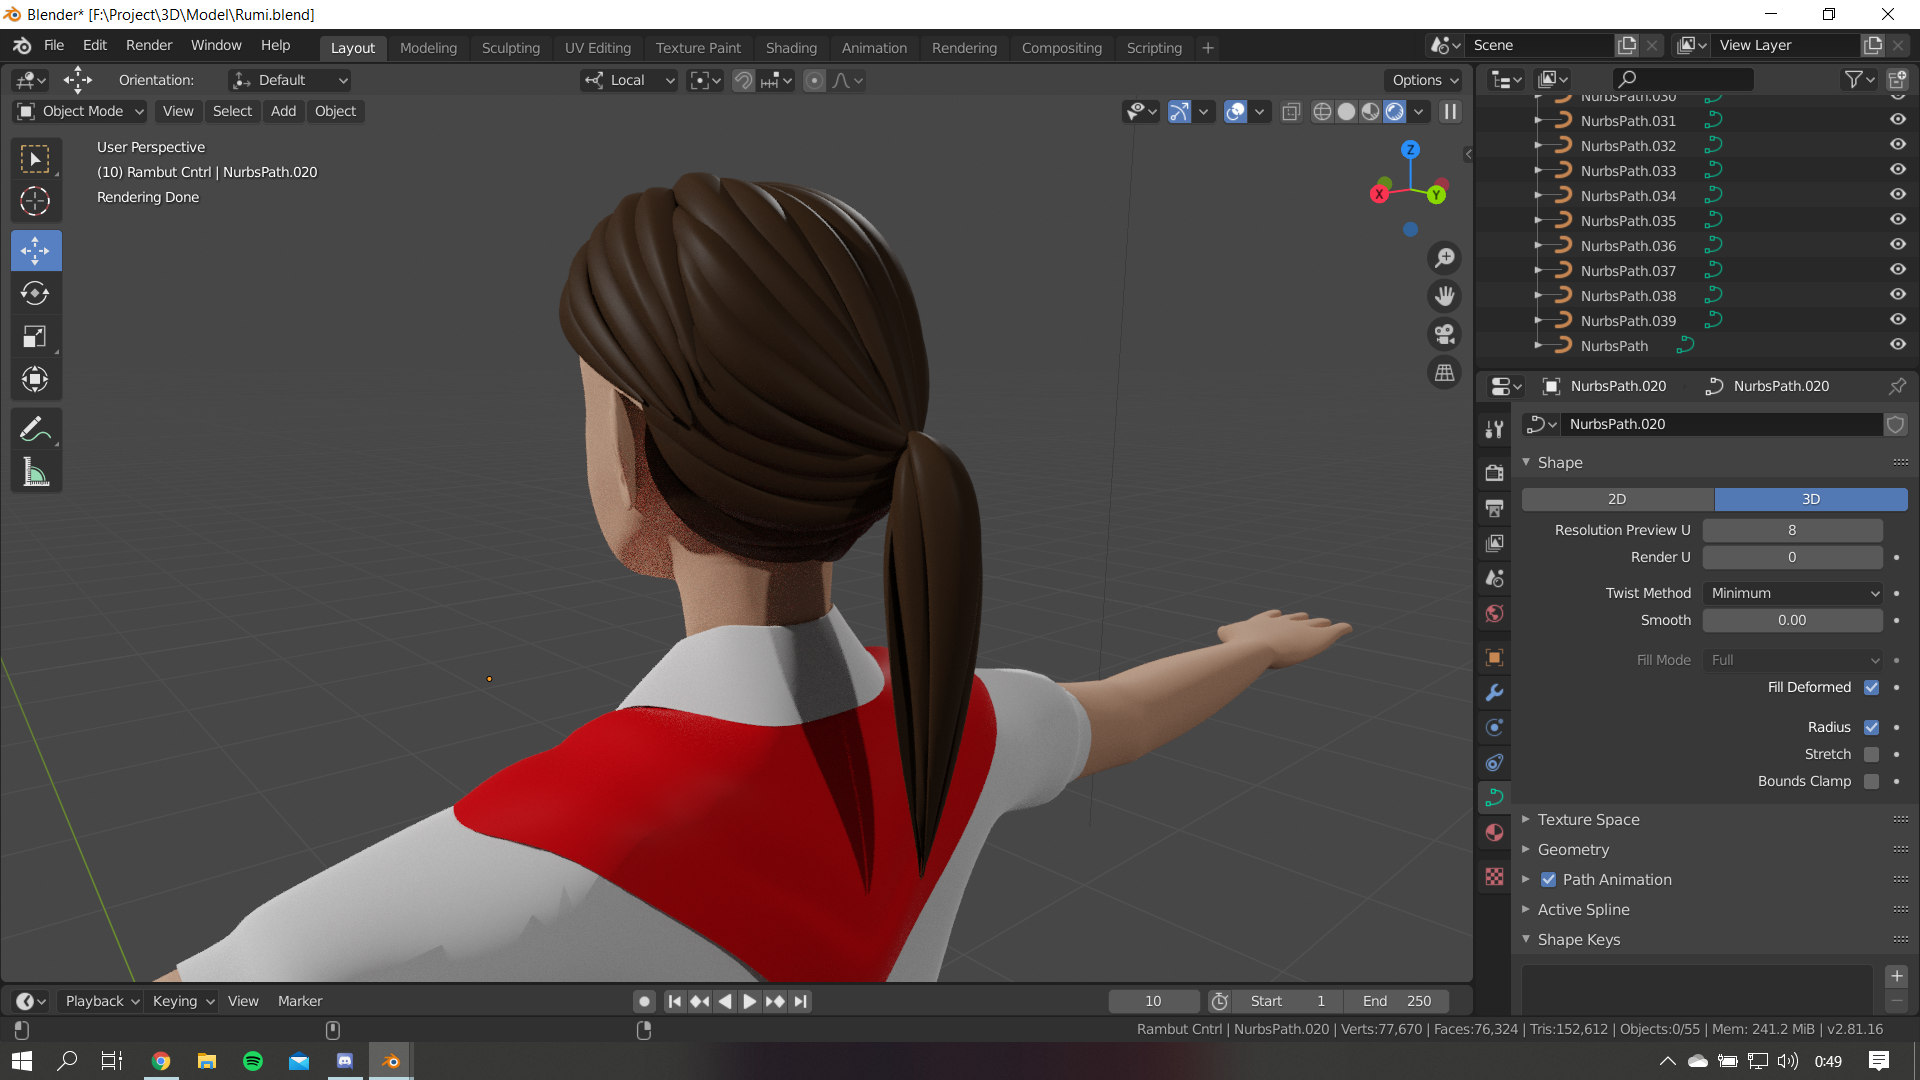 Blender* [F:\Project\3D\Model\Rumi.blend]
File Edit Render Window Help
Layout Modeling Sculpting UV Editing Texture Paint Shading Animation Rendering Compositing Scripting +
Scene
View Layer
Orientation: Default
Local
Options
Object Mode View Select Add Object
User Perspective
(10) Rambut Cntrl | NurbsPath.020
Rendering Done
Z
X
Y
NurbsPath.030
NurbsPath.031
NurbsPath.032
NurbsPath.033
NurbsPath.034
NurbsPath.035
NurbsPath.036
NurbsPath.037
NurbsPath.038
NurbsPath.039
NurbsPath
NurbsPath.020 NurbsPath.020
NurbsPath.020
Shape
2D 3D
Resolution Preview U 8
Render U 0
Twist Method Minimum
Smooth 0.00
Fill Mode Full
Fill Deformed
Radius
Stretch
Bounds Clamp
Texture Space
Geometry
Path Animation
Active Spline
Shape Keys
Playback Keying View Marker
10
Start 1
End 250
Rambut Cntrl | NurbsPath.020 | Verts:77,670 | Faces:76,324 | Tris:152,612 | Objects:0/55 | Mem: 241.2 MiB | v2.81.16
0:49